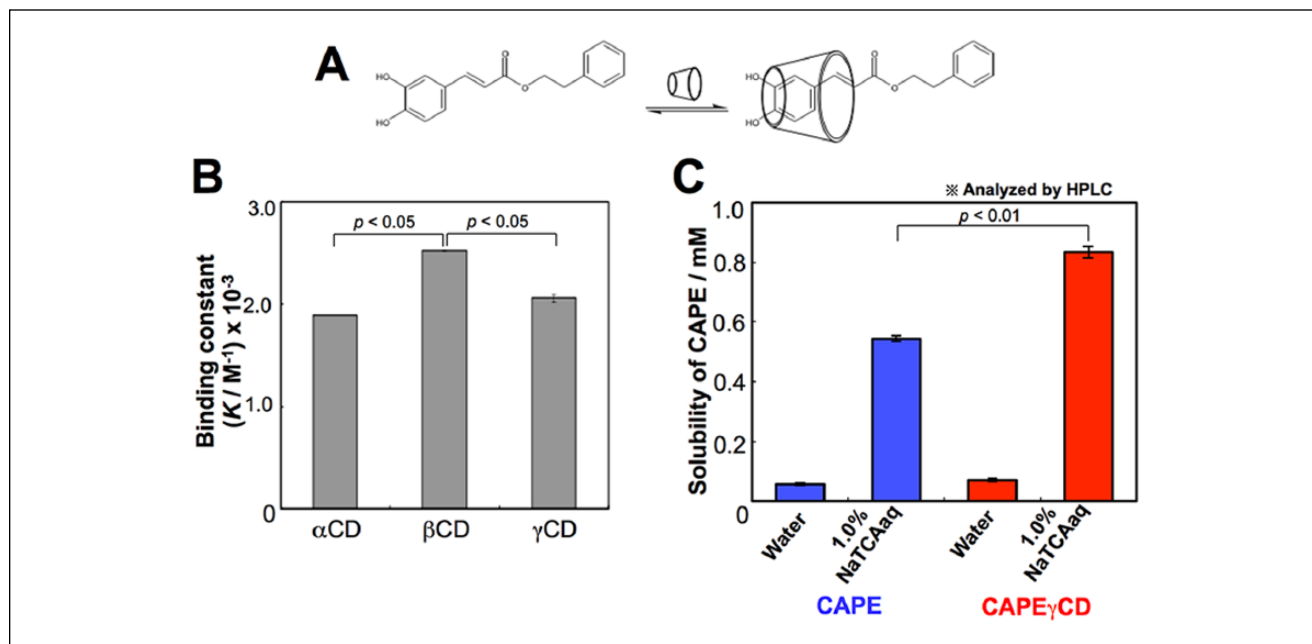 A
HO
HO
O
O
HO
HO
O
O
B
Binding constant
(K / M⁻¹) x 10⁻³
3.0
2.0
1.0
0
p < 0.05
p < 0.05
αCD
βCD
γCD
C
※ Analyzed by HPLC
Solubility of CAPE / mM
1.0
0.8
0.6
0.4
0.2
0
p < 0.01
Water
1.0%
NaTCAaq
Water
1.0%
NaTCAaq
CAPE
CAPEγCD